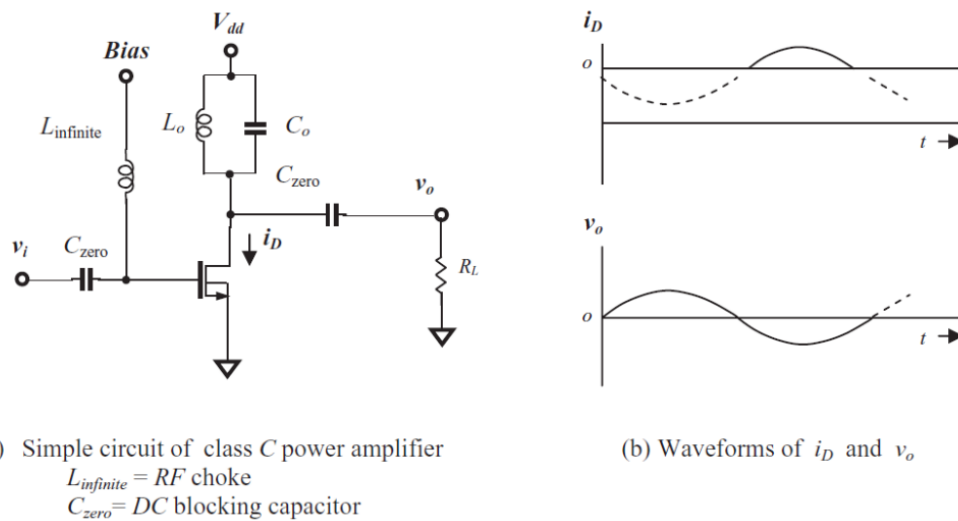 V_dd
Bias
L_infinite
L_o
C_o
C_zero
v_o
v_i
C_zero
i_D
R_L
) Simple circuit of class C power amplifier
L_infinite = RF choke
C_zero= DC blocking capacitor
i_D
o
t
v_o
o
t
(b) Waveforms of i_D and v_o